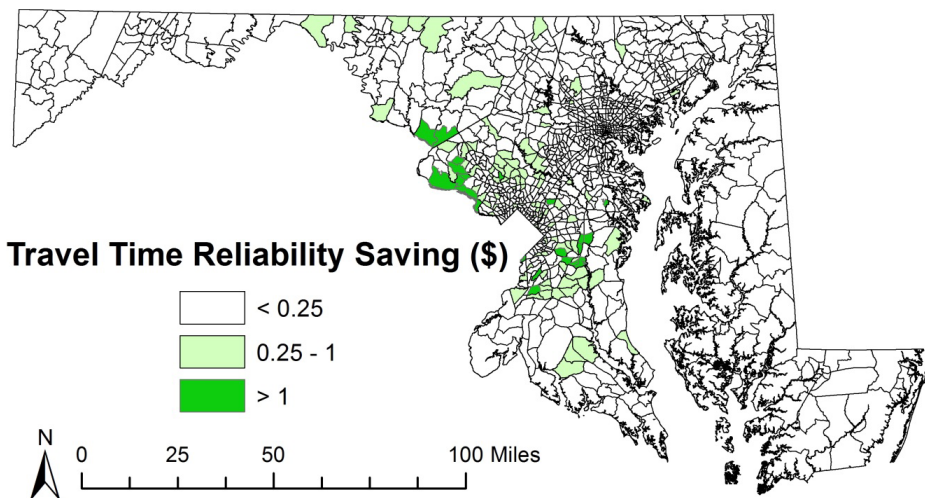 Travel Time Reliability Saving ($)
< 0.25
0.25 - 1
> 1
N
0 25 50 100 Miles